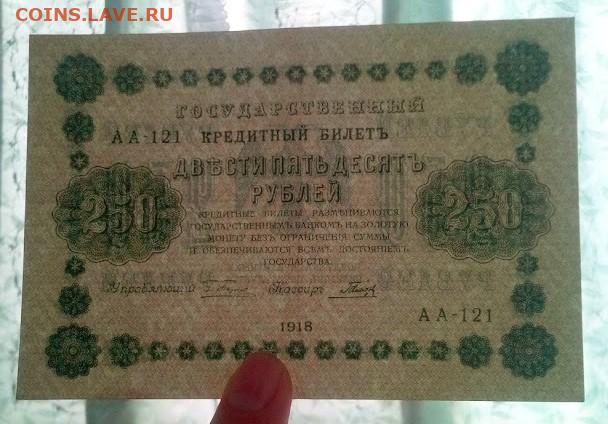 COINS.LAVE.RU
ГОСУДАРСТВЕННЫЙ
АА-121 КРЕДИТНЫЙ БИЛЕТЪ
ДВѢСТИ ПЯТЬДЕСЯТЪ
РУБЛЕЙ
250 250
КРЕДИТНЫЕ БИЛЕТЫ РАЗМѢНИВАЮТСЯ
ГОСУДАРСТВЕННЫМЪ БАНКОМЪ НА ЗОЛОТУЮ
МОНЕТУ БЕЗЪ ОГРАНИЧЕНІЯ СУММЫ
И ОБЕЗПЕЧИВАЮТСЯ ВСѢМЪ ДОСТОЯНІЕМЪ
ГОСУДАРСТВА.
Управляющій Кассиръ
АА-121
1918